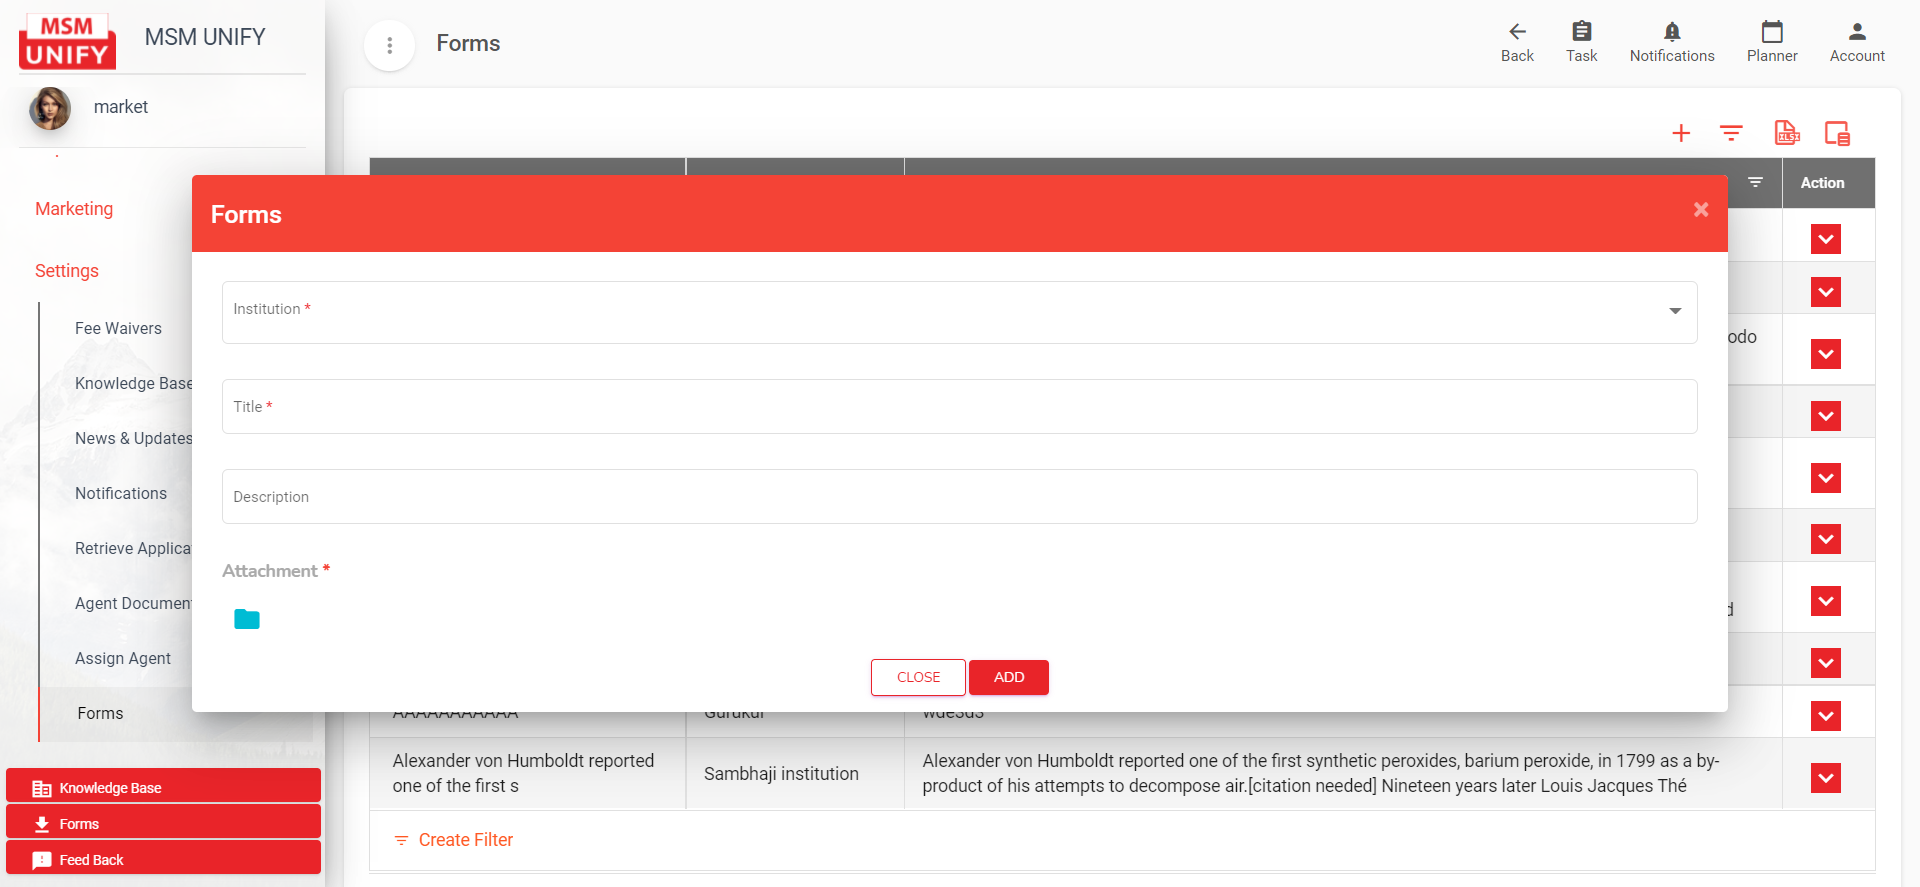 MSM
UNIFY
MSM UNIFY
market
Marketing
Settings
Fee Waivers
Knowledge Base
News & Updates
Notifications
Retrieve
Agent
Assign Agent
Forms
Knowledge Base
Forms
Feed Back
Forms
Back
Task
Notifications
Planner
Account
Action
Forms
×
Institution *
Title *
Description
Attachment *
CLOSE
ADD
AAAAAAAAAAA
Gurukul
wde3d3
Alexander von Humboldt reported
one of the first s
Sambhaji institution
Alexander von Humboldt reported one of the first synthetic peroxides, barium peroxide, in 1799 as a by-
product of his attempts to decompose air.[citation needed] Nineteen years later Louis Jacques Thé
Create Filter